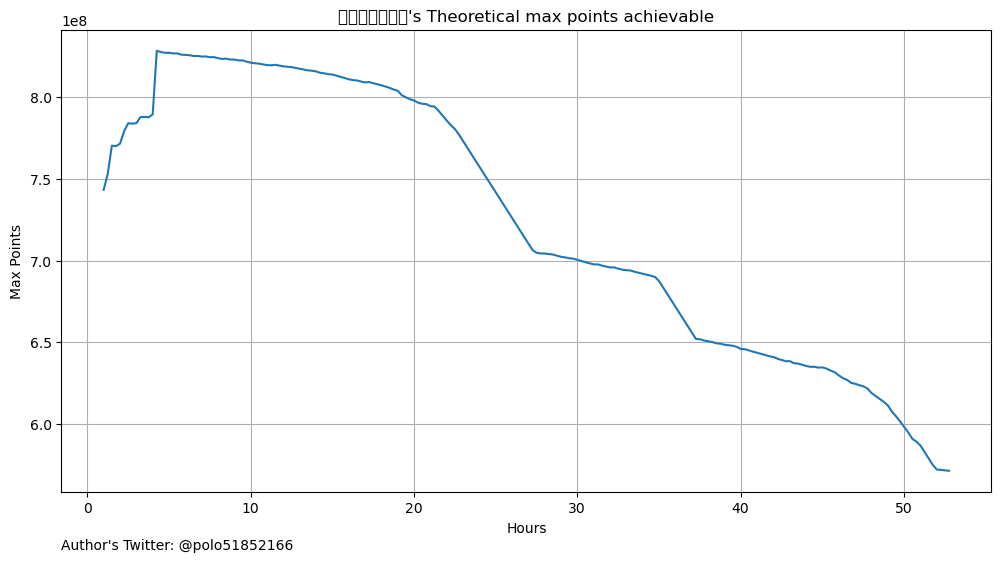 's Theoretical max points achievable
1e8
8.0
7.5
7.0
6.5
6.0
Max Points
0 10 20 30 40 50
Hours
Author's Twitter: @polo51852166